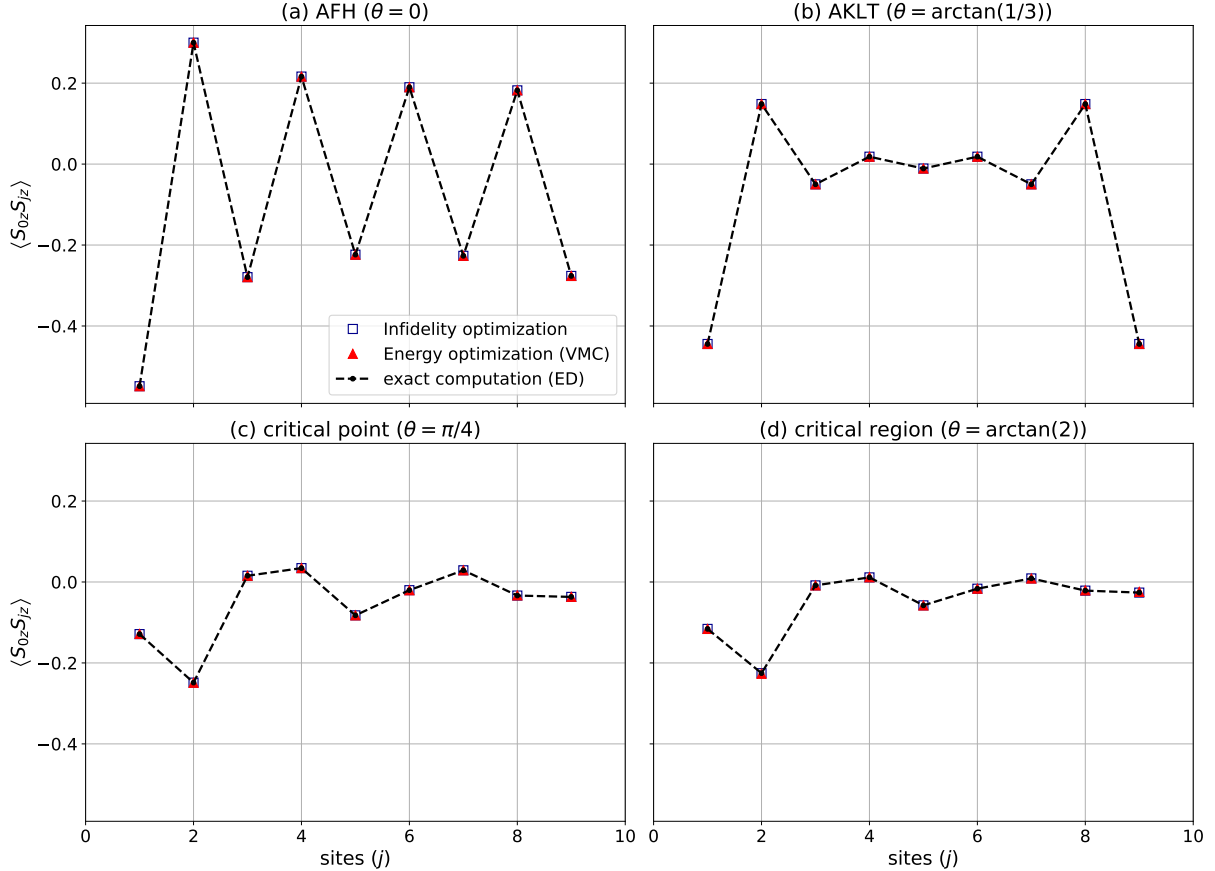 (a) AFH (θ = 0)
(b) AKLT (θ = arctan(1/3))
0.2
0.0
−0.2
−0.4
⟨S₀zSⱼz⟩
Infidelity optimization
Energy optimization (VMC)
exact computation (ED)
(c) critical point (θ = π/4)
(d) critical region (θ = arctan(2))
0.2
0.0
−0.2
−0.4
⟨S₀zSⱼz⟩
0 2 4 6 8 10
0 2 4 6 8 10
sites (j)
sites (j)